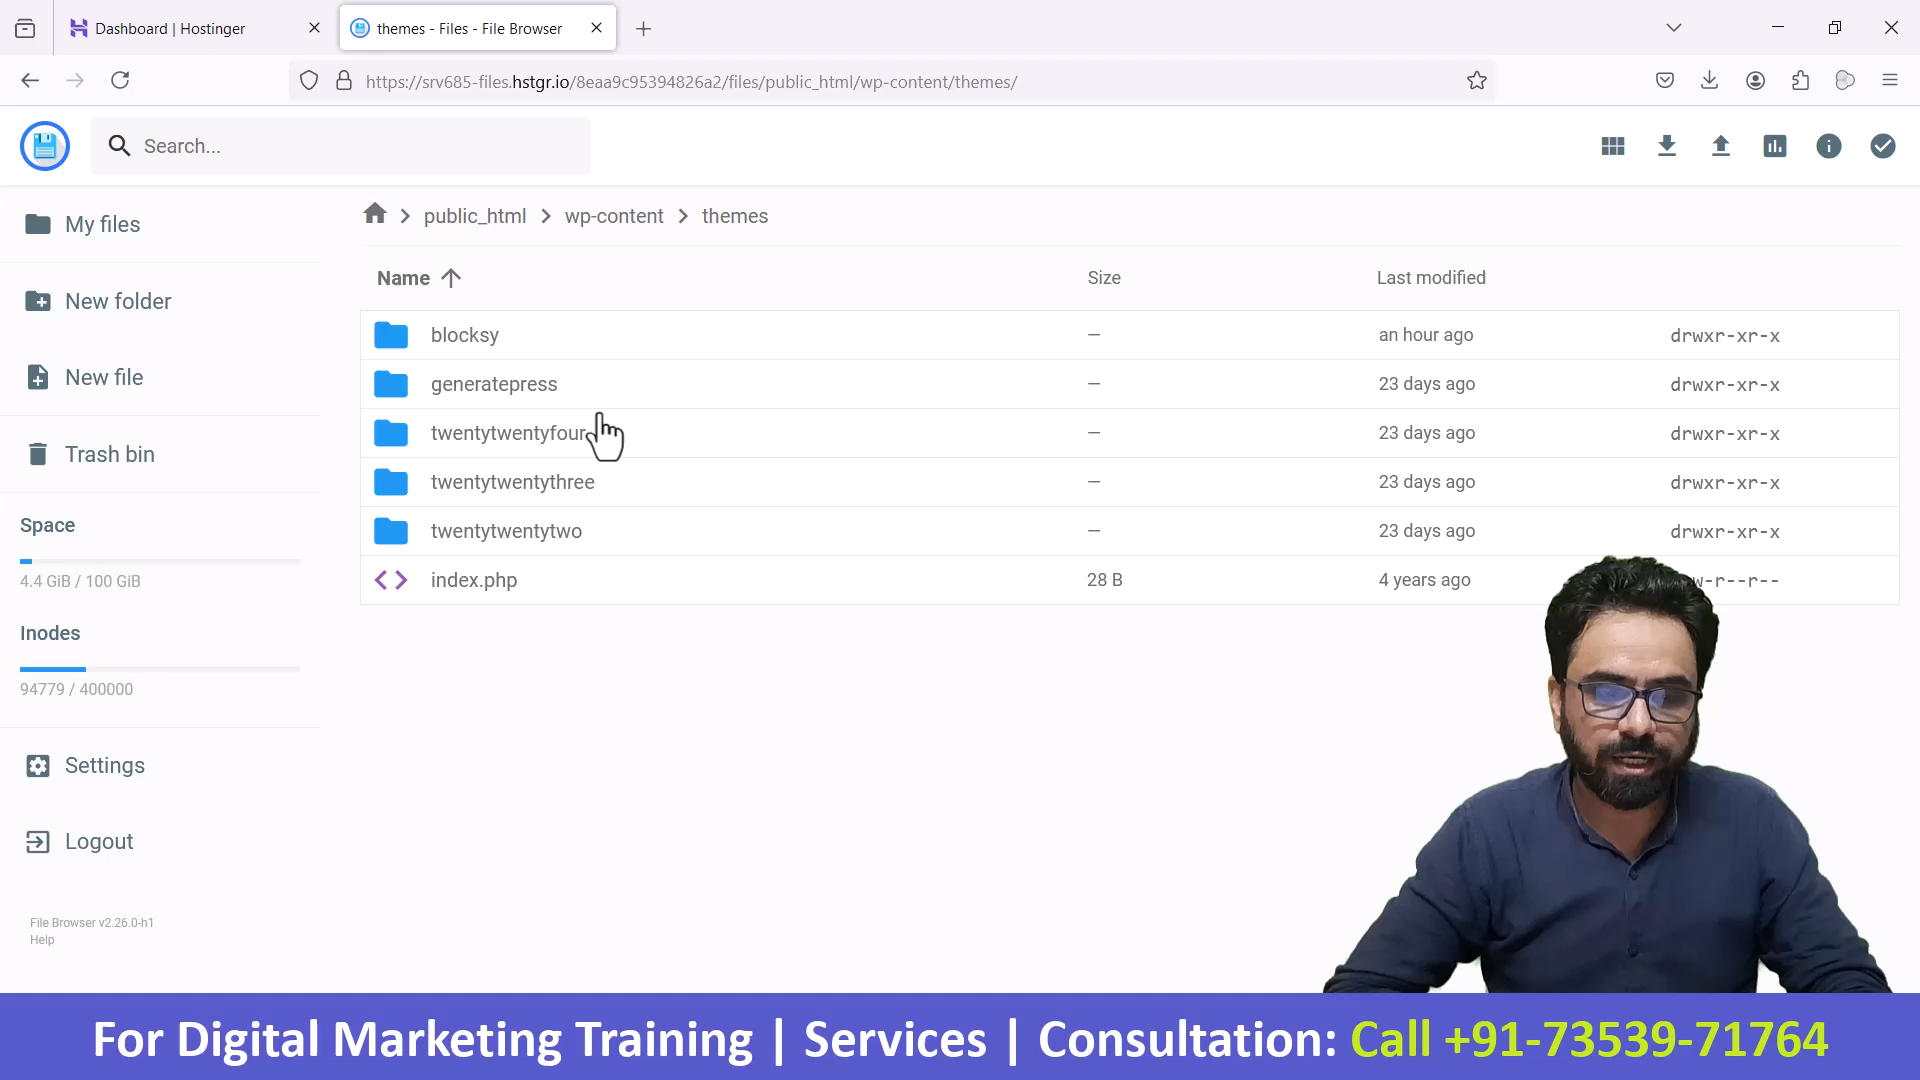 Dashboard | Hostinger
themes - Files - File Browser
https://srv685-files.hstgr.io/8eaa9c95394826a2/files/public_html/wp-content/themes/
Search...
My files
New folder
New file
Trash bin
Space
4.4 GiB / 100 GiB
Inodes
94779 / 400000
Settings
Logout
File Browser v2.26.0-h1
Help
public_html > wp-content > themes
Name Size Last modified
blocksy — an hour ago drwxr-xr-x
generatepress — 23 days ago drwxr-xr-x
twentytwentyfour — 23 days ago drwxr-xr-x
twentytwentythree — 23 days ago drwxr-xr-x
twentytwentytwo — 23 days ago drwxr-xr-x
index.php 28 B 4 years ago w-r--r--
For Digital Marketing Training | Services | Consultation: Call +91-73539-71764